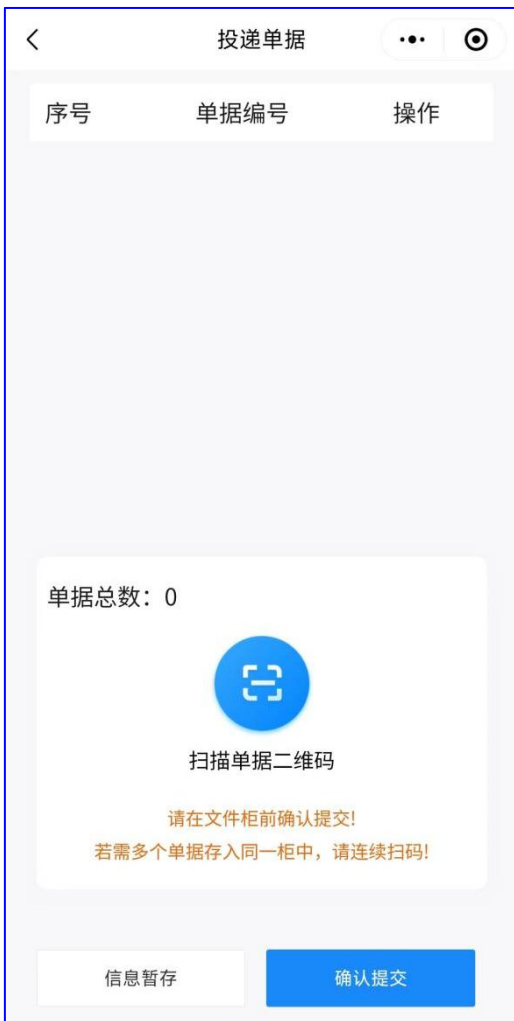 投递单据
序号 单据编号 操作
单据总数：0
扫描单据二维码
请在文件柜前确认提交!
若需多个单据存入同一柜中，请连续扫码!
信息暂存 确认提交